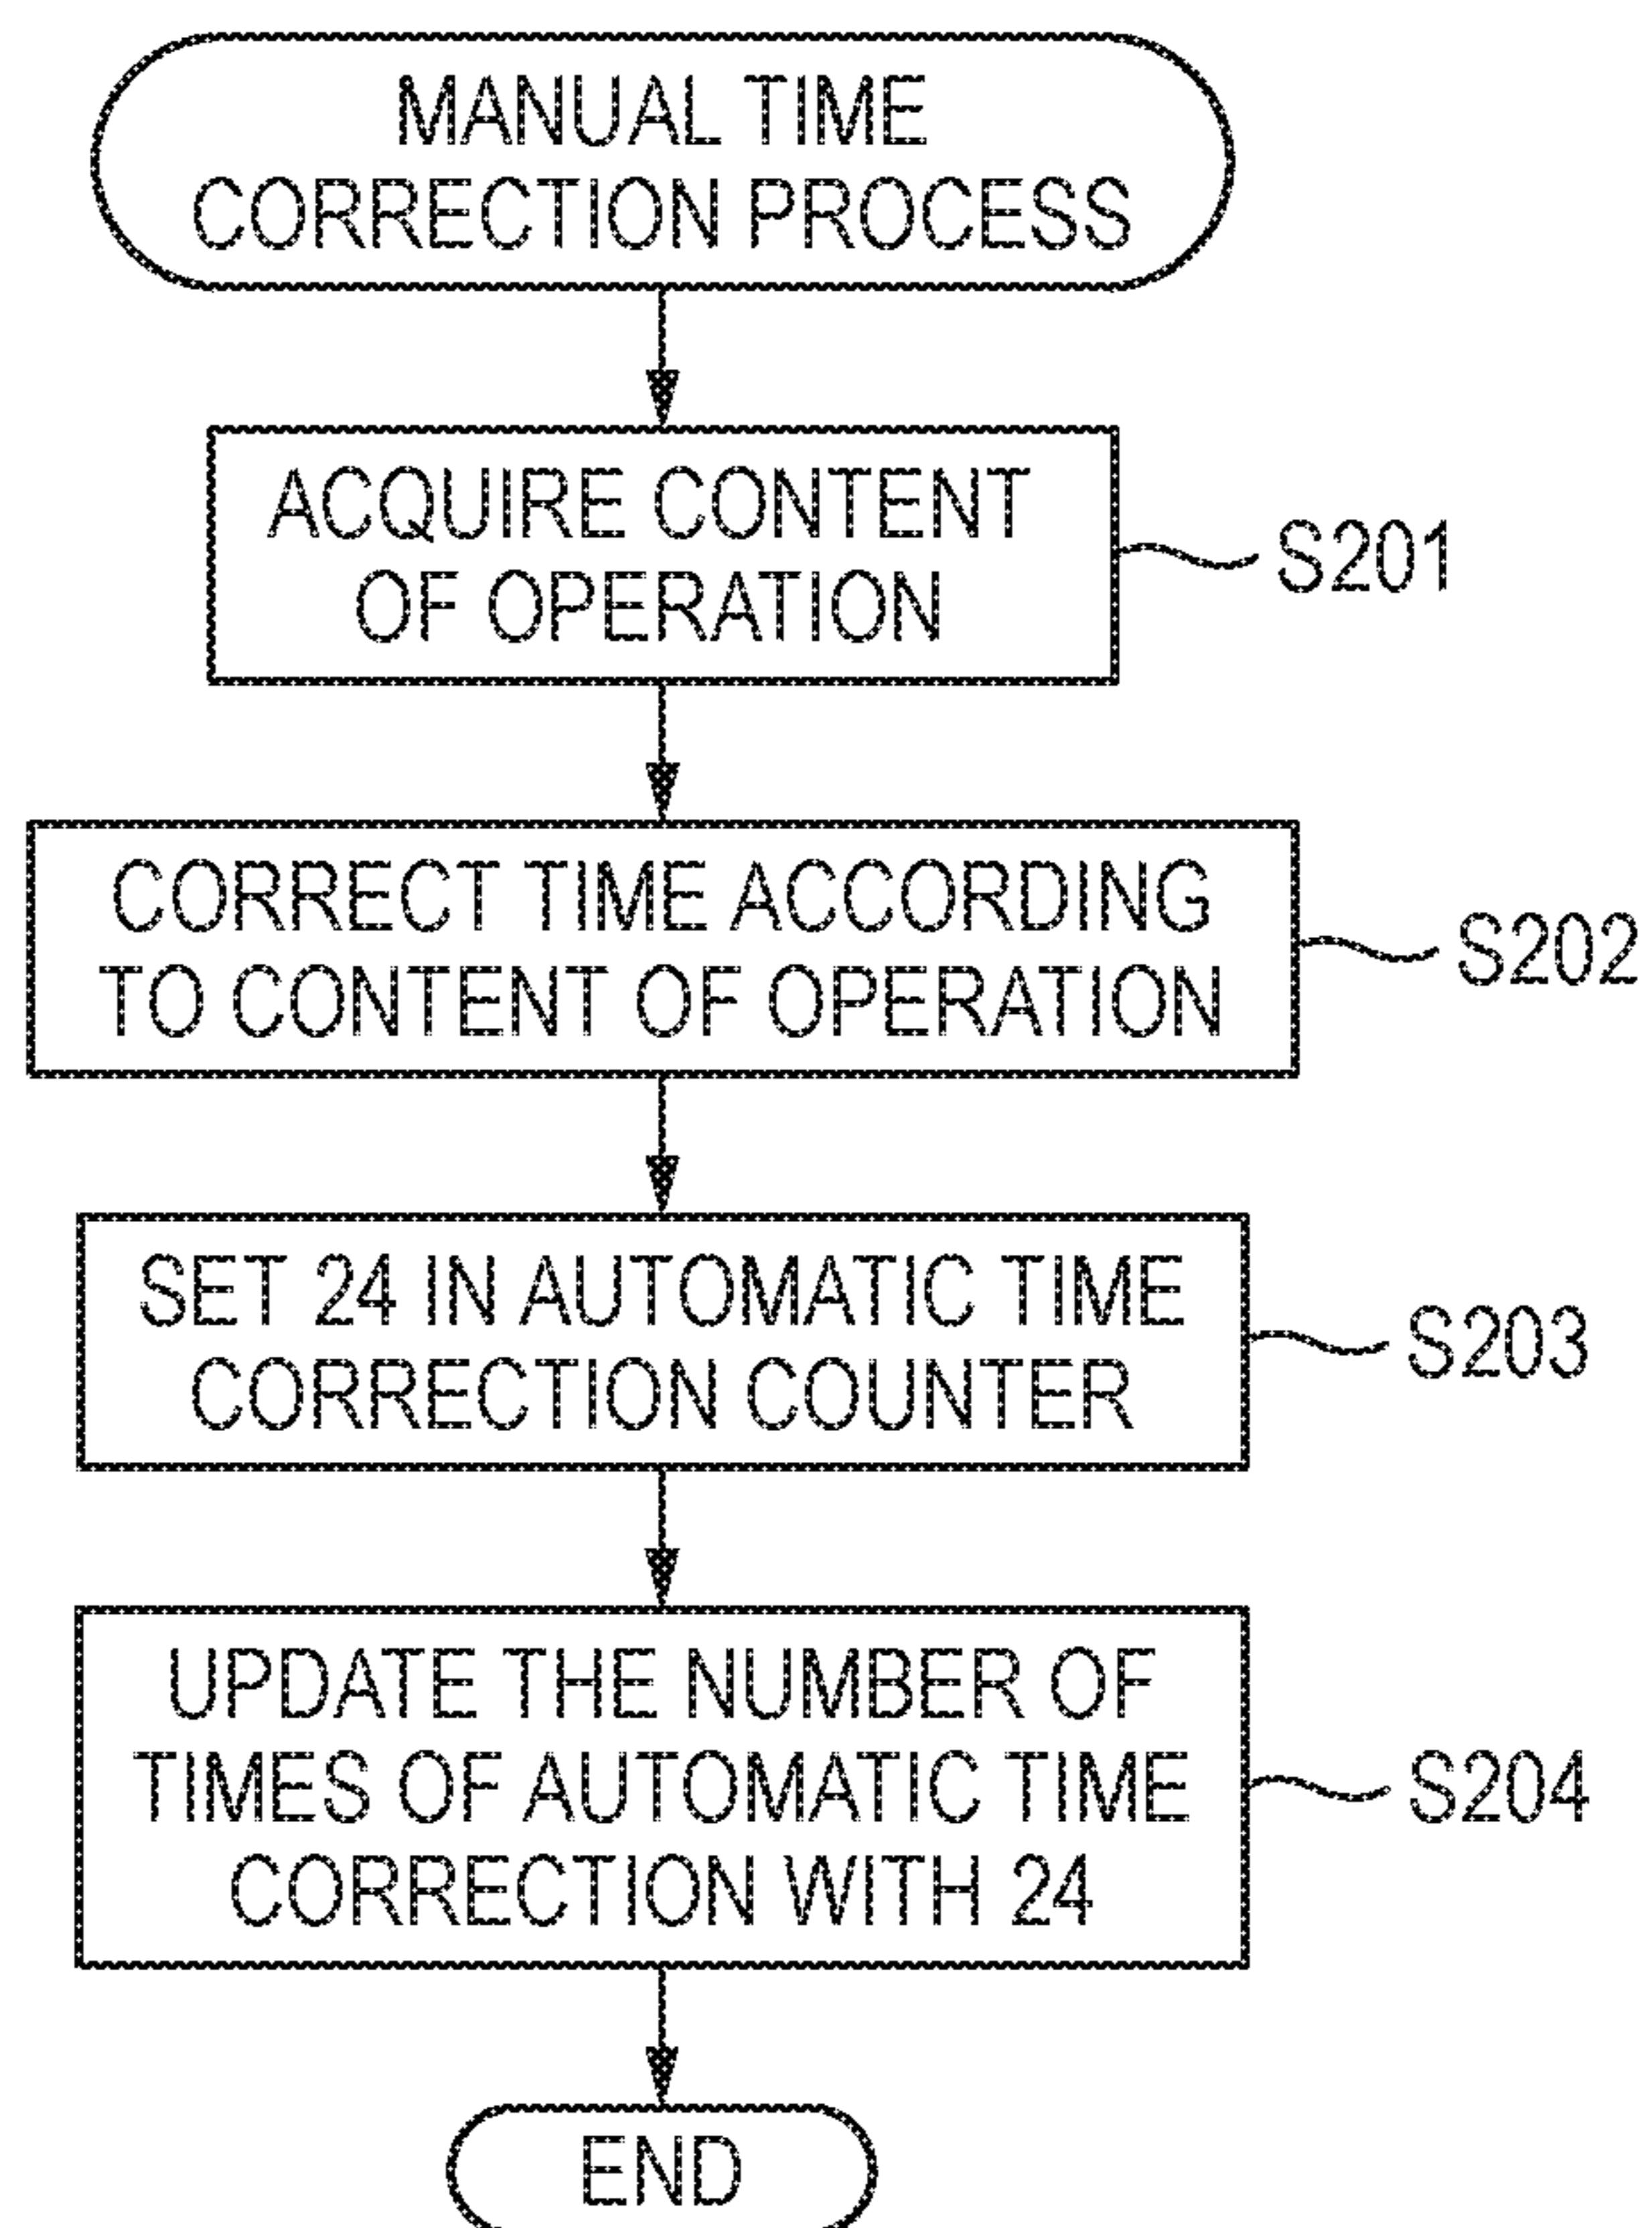 MANUAL TIME
CORRECTION PROCESS
ACQUIRE CONTENT
OF OPERATION
S201
CORRECT TIME ACCORDING
TO CONTENT OF OPERATION
S202
SET 24 IN AUTOMATIC TIME
CORRECTION COUNTER
S203
UPDATE THE NUMBER OF
TIMES OF AUTOMATIC TIME
CORRECTION WITH 24
S204
END